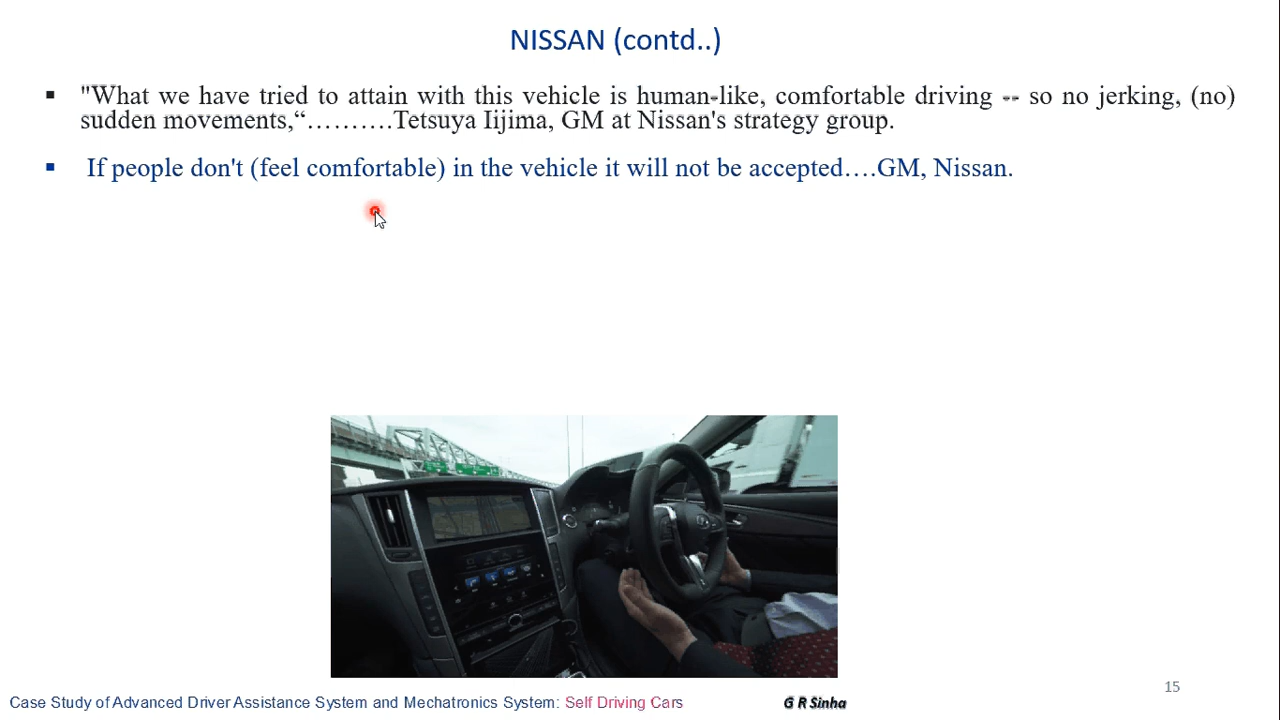 NISSAN (contd..)
▪ "What we have tried to attain with this vehicle is human-like, comfortable driving -- so no jerking, (no)
sudden movements,“……….Tetsuya Iijima, GM at Nissan's strategy group.
▪ If people don't (feel comfortable) in the vehicle it will not be accepted….GM, Nissan.
15
Case Study of Advanced Driver Assistance System and Mechatronics System: Self Driving Cars G R Sinha